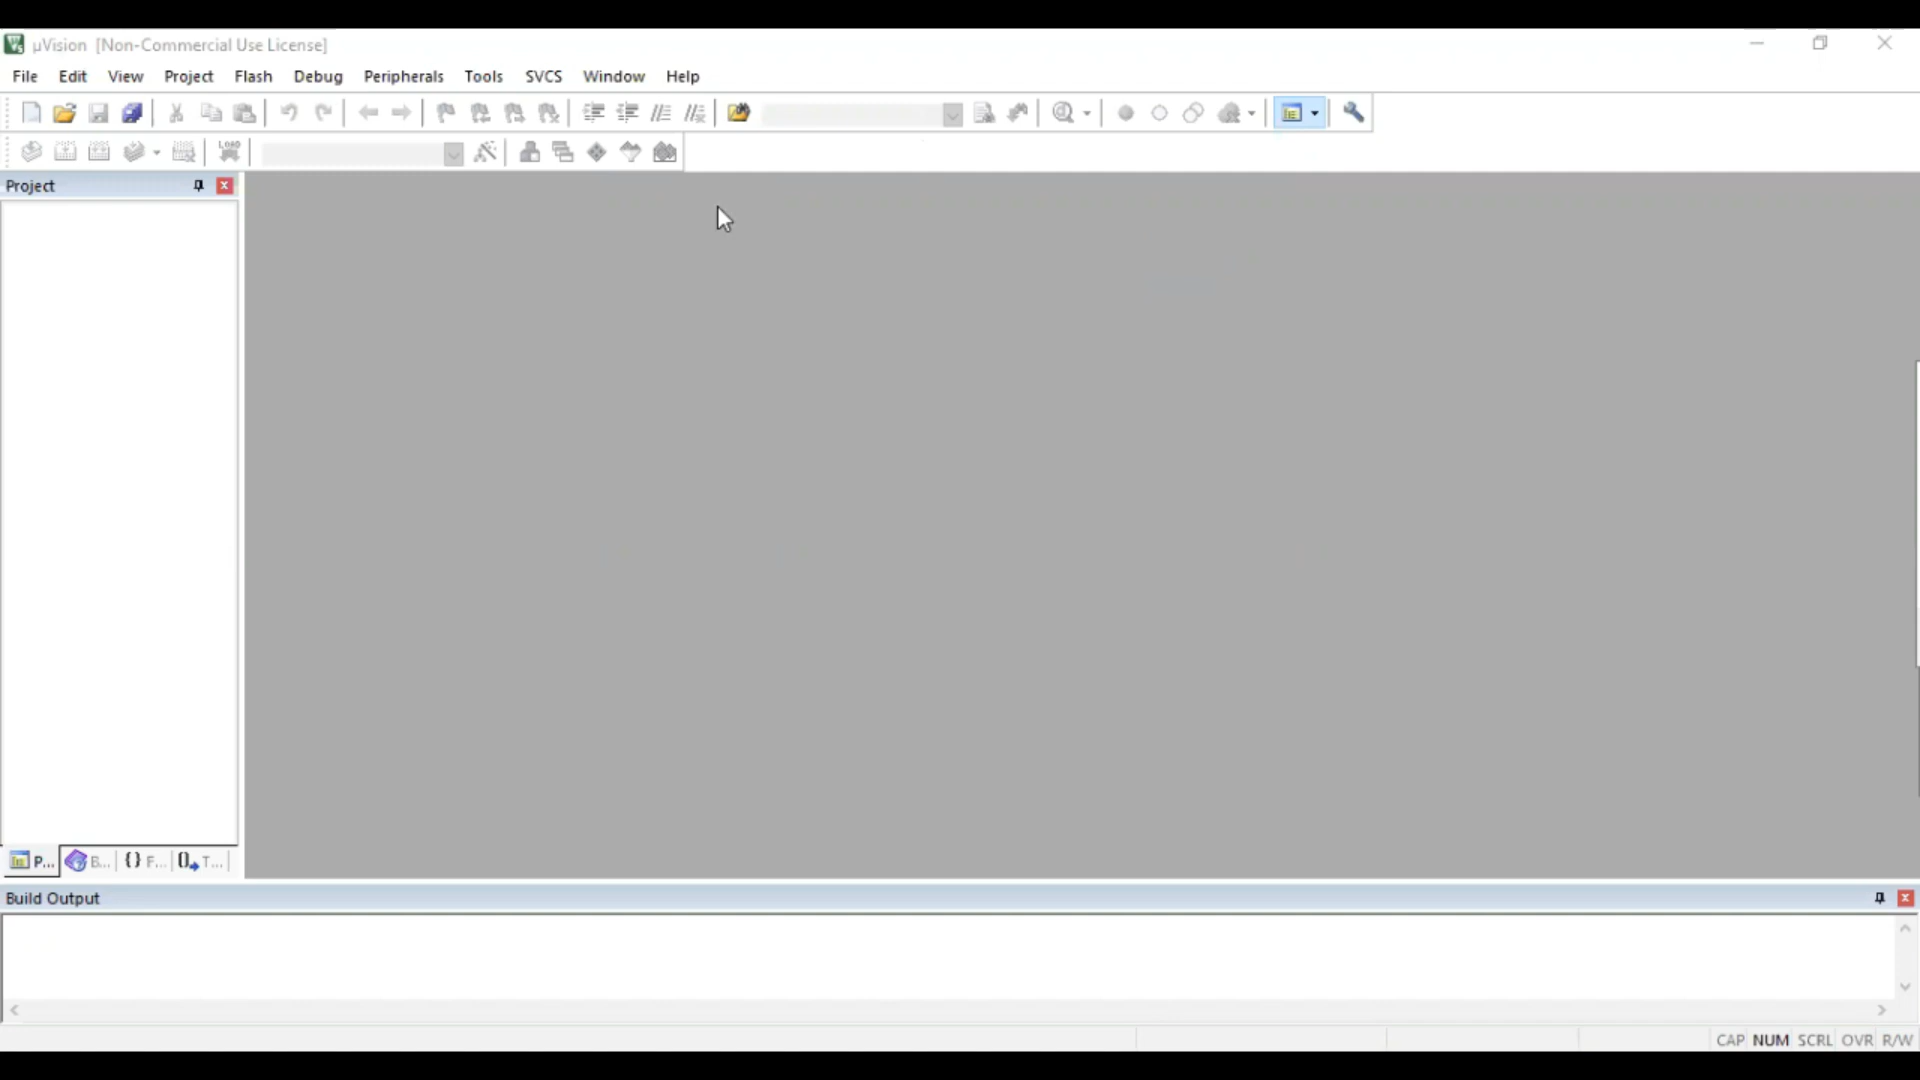 µVision [Non-Commercial Use License]
File Edit View Project Flash Debug Peripherals Tools SVCS Window Help
LOAD
Project
P... B... {} F... T...
Build Output
CAP NUM SCRL OVR R/W